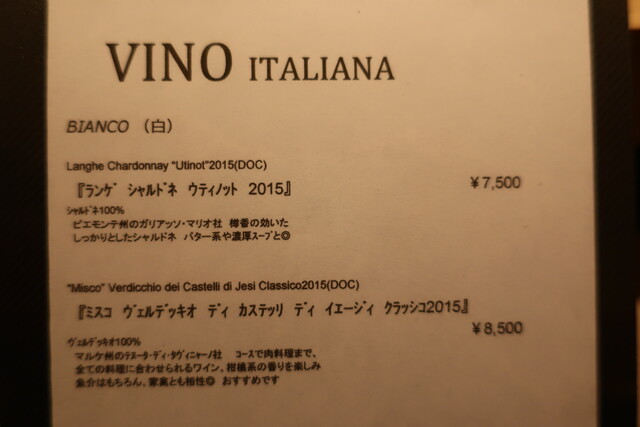 VINO ITALIANA
BIANCO （白）
Langhe Chardonnay "Utinot"2015(DOC)
『ﾗﾝｹﾞ ｼｬﾙﾄﾞﾈ ｳﾃｨﾉｯﾄ 2015』
￥7,500
ｼｬﾙﾄﾞﾈ100%
ピエモンテ州のガリアッソ・マリオ社 樽香の効いた
しっかりとしたシャルドネ バター系や濃厚ｽｰﾌﾟと◎
"Misco" Verdicchio dei Castelli di Jesi Classico2015(DOC)
『ﾐｽｺ ｳﾞｪﾙﾃﾞｯｷｵ ﾃﾞｨ ｶｽﾃｯﾘ ﾃﾞｨ ｲｴｰｼﾞｨ ｸﾗｯｼｺ2015』
￥8,500
ｳﾞｪﾙﾃﾞｯｷｵ100%
マルケ州のﾃﾇｰﾀ・ﾃﾞｨ・ﾀｳﾞｨﾆｬｰﾉ社 ｺｰｽで肉料理まで、
全ての料理に合わせられるワイン、柑橘系の香りを楽しみ
魚介はもちろん、家禽とも相性◎ おすすめです